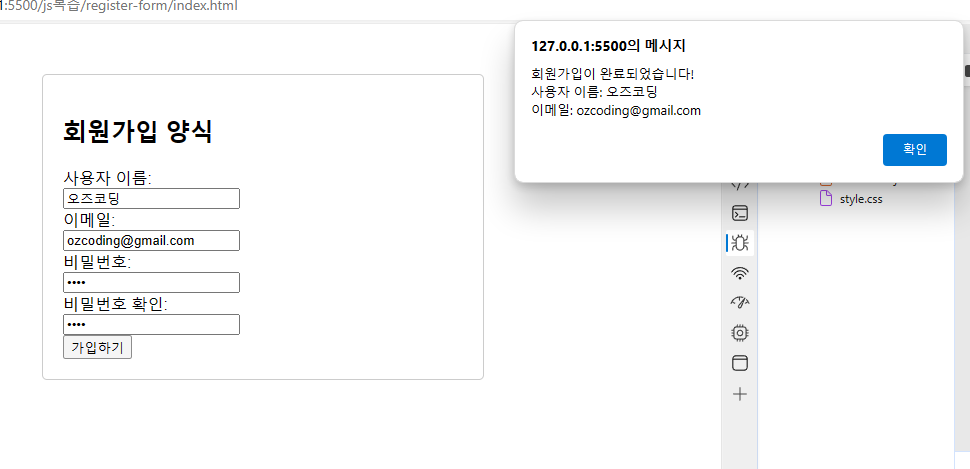 1:5500/js복습/register-form/index.html
127.0.0.1:5500의 메시지
회원가입이 완료되었습니다!
사용자 이름: 오즈코딩
이메일: ozcoding@gmail.com
확인
style.css
회원가입 양식
사용자 이름:
오즈코딩
이메일:
ozcoding@gmail.com
비밀번호:
••••
비밀번호 확인:
••••
가입하기